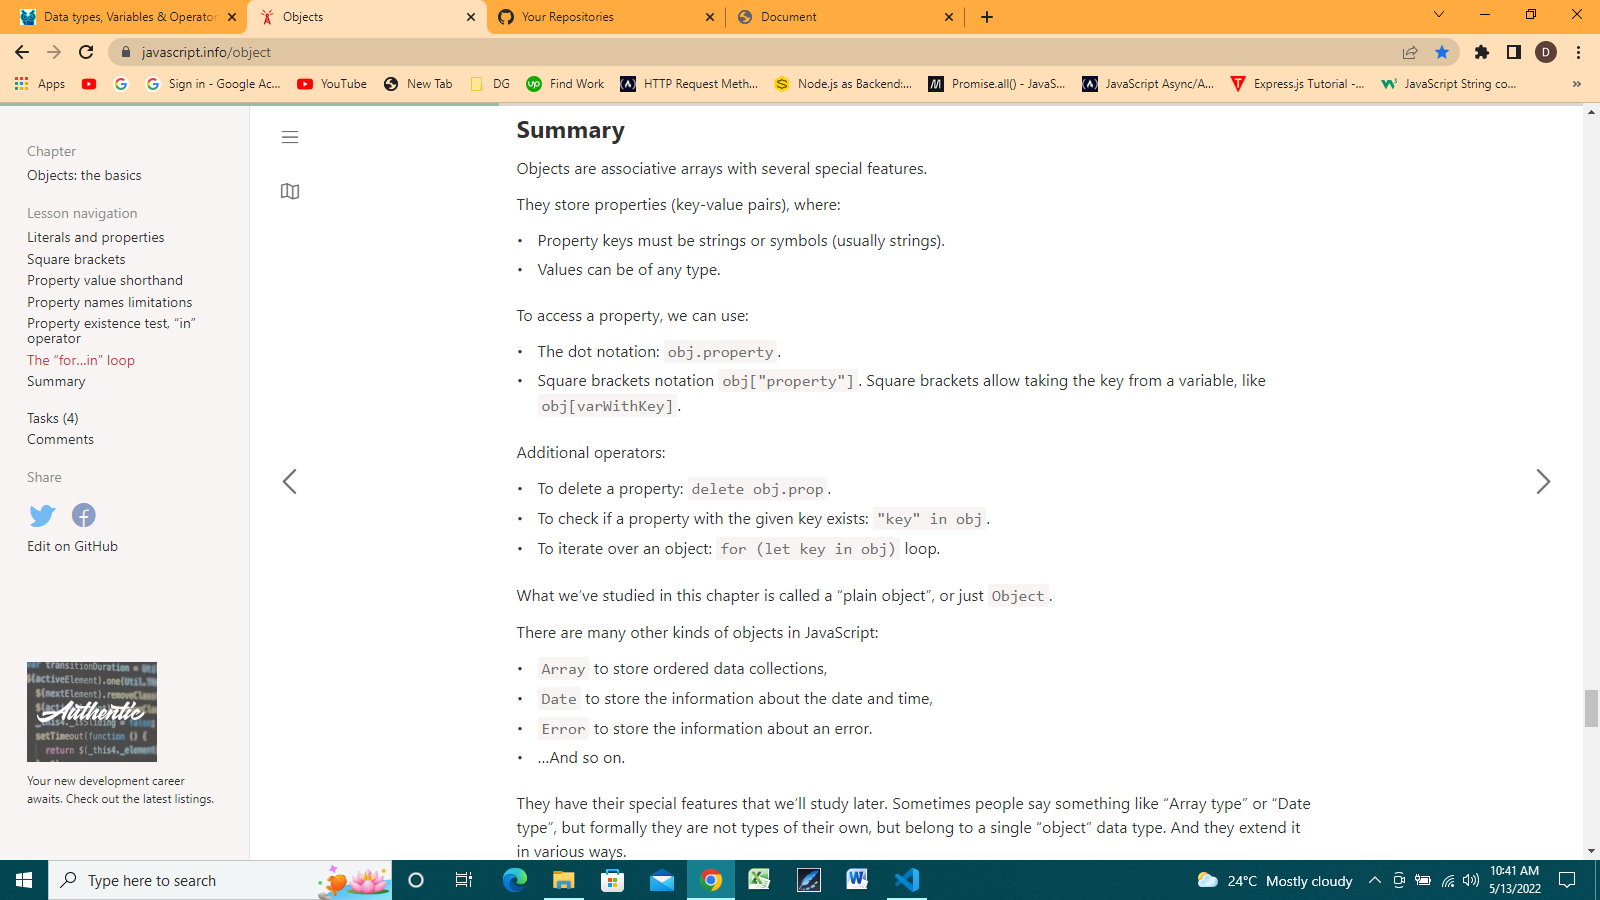 Data types, Variables & Operator
Objects
Your Repositories
Document
javascript.info/object
D
Apps
Sign in - Google Ac...
YouTube
New Tab
DG
Find Work
HTTP Request Meth...
Node.js as Backend:...
Promise.all() - JavaS...
JavaScript Async/A...
Express.js Tutorial -...
JavaScript String co...
»
Chapter
Objects: the basics
Lesson navigation
Literals and properties
Square brackets
Property value shorthand
Property names limitations
Property existence test, “in”
operator
The “for...in” loop
Summary
Tasks (4)
Comments
Share
Edit on GitHub
var transitionDuration = Uti
$(activeElement).one(Util.TR
$(nextElement).removeClass
Authentic
setTimeout(function () {
return $(_this4._element
Your new development career
awaits. Check out the latest listings.
Summary
Objects are associative arrays with several special features.
They store properties (key-value pairs), where:
• Property keys must be strings or symbols (usually strings).
• Values can be of any type.
To access a property, we can use:
• The dot notation: obj.property.
• Square brackets notation obj["property"]. Square brackets allow taking the key from a variable, like
obj[varWithKey].
Additional operators:
• To delete a property: delete obj.prop.
• To check if a property with the given key exists: "key" in obj.
• To iterate over an object: for (let key in obj) loop.
What we’ve studied in this chapter is called a “plain object”, or just Object.
There are many other kinds of objects in JavaScript:
• Array to store ordered data collections,
• Date to store the information about the date and time,
• Error to store the information about an error.
• ...And so on.
They have their special features that we’ll study later. Sometimes people say something like “Array type” or “Date
type”, but formally they are not types of their own, but belong to a single “object” data type. And they extend it
in various ways.
Type here to search
24°C Mostly cloudy
10:41 AM
5/13/2022